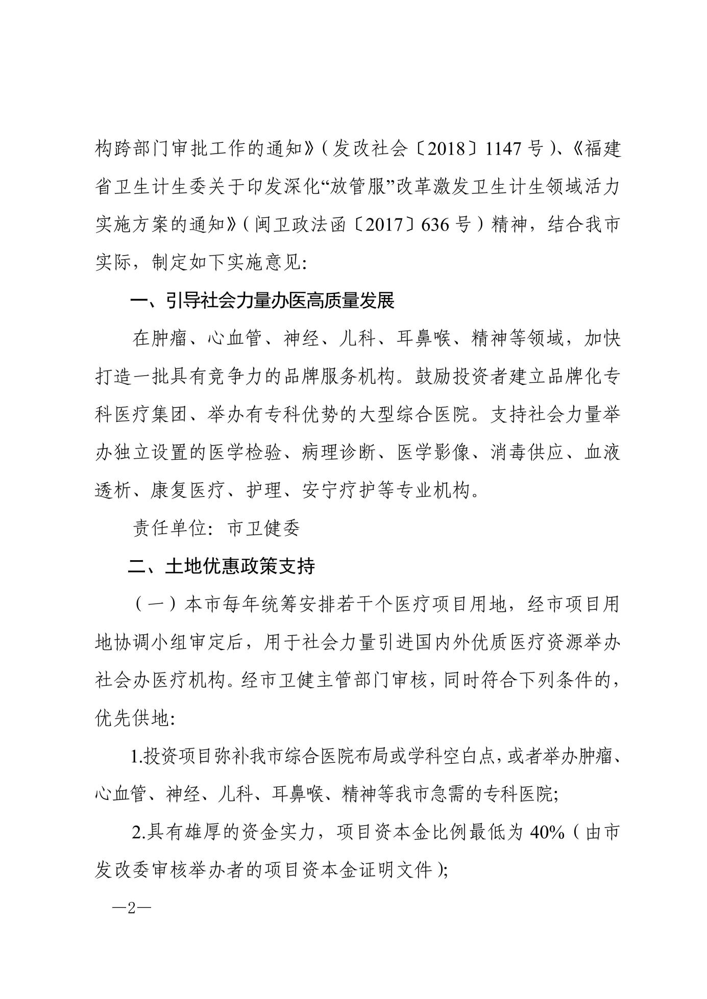 构跨部门审批工作的通知》（发改社会〔2018〕1147 号）、《福建
省卫生计生委关于印发深化“放管服”改革激发卫生计生领域活力
实施方案的通知》（闽卫政法函〔2017〕636 号）精神，结合我市
实际，制定如下实施意见：
一、引导社会力量办医高质量发展
在肿瘤、心血管、神经、儿科、耳鼻喉、精神等领域，加快
打造一批具有竞争力的品牌服务机构。鼓励投资者建立品牌化专
科医疗集团、举办有专科优势的大型综合医院。支持社会力量举
办独立设置的医学检验、病理诊断、医学影像、消毒供应、血液
透析、康复医疗、护理、安宁疗护等专业机构。
责任单位：市卫健委
二、土地优惠政策支持
（一）本市每年统筹安排若干个医疗项目用地，经市项目用
地协调小组审定后，用于社会力量引进国内外优质医疗资源举办
社会办医疗机构。经市卫健主管部门审核，同时符合下列条件的，
优先供地：
1.投资项目弥补我市综合医院布局或学科空白点，或者举办肿瘤、
心血管、神经、儿科、耳鼻喉、精神等我市急需的专科医院；
2.具有雄厚的资金实力，项目资本金比例最低为 40%（由市
发改委审核举办者的项目资本金证明文件）；
—2—